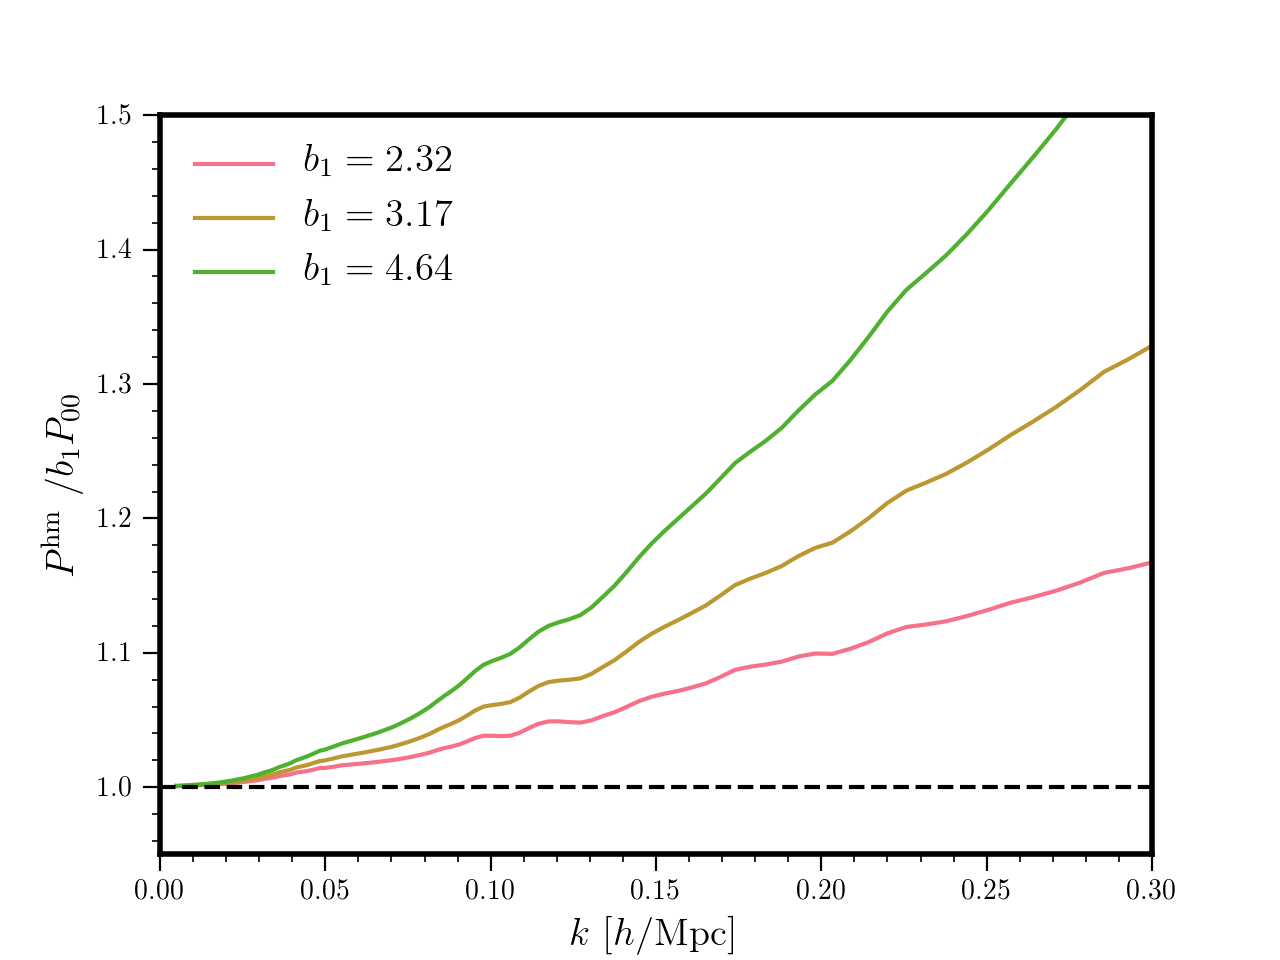 1.5
1.4
1.3
1.2
1.1
1.0
P^hm / b_1 P_00
b_1 = 2.32
b_1 = 3.17
b_1 = 4.64
0.00 0.05 0.10 0.15 0.20 0.25 0.30
k [h/Mpc]